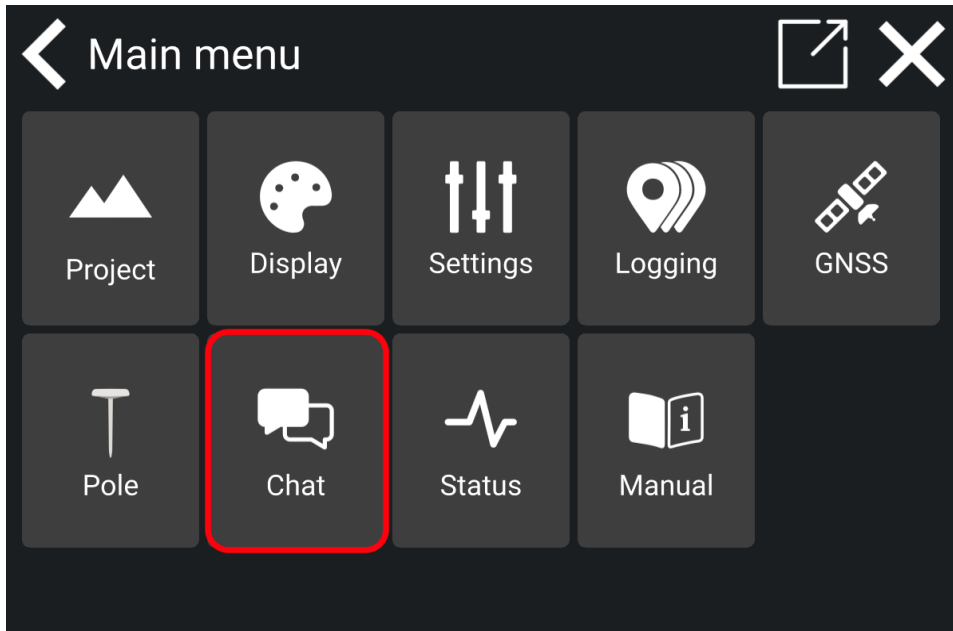 Main menu
Project
Display
Settings
Logging
GNSS
Pole
Chat
Status
i
Manual